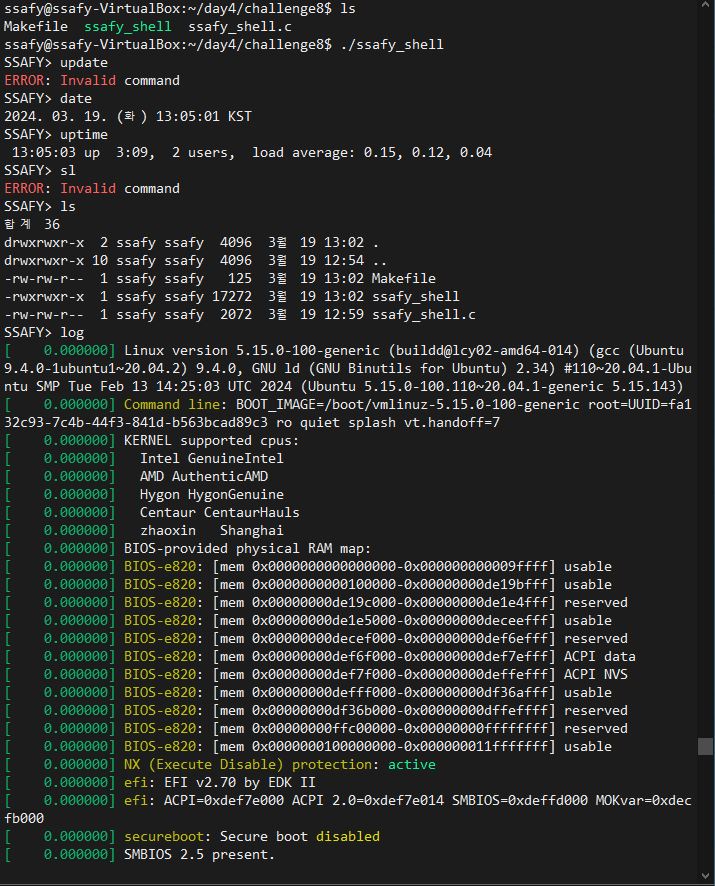 ssafy@ssafy-VirtualBox:~/day4/challenge8$ ls
Makefile  ssafy_shell  ssafy_shell.c
ssafy@ssafy-VirtualBox:~/day4/challenge8$ ./ssafy_shell
SSAFY> update
ERROR: Invalid command
SSAFY> date
2024. 03. 19. (화) 13:05:01 KST
SSAFY> uptime
 13:05:03 up  3:09,  2 users,  load average: 0.15, 0.12, 0.04
SSAFY> sl
ERROR: Invalid command
SSAFY> ls
합계 36
drwxrwxr-x  2 ssafy ssafy  4096  3월  19 13:02 .
drwxrwxr-x 10 ssafy ssafy  4096  3월  19 12:54 ..
-rw-rw-r--  1 ssafy ssafy   125  3월  19 13:02 Makefile
-rwxrwxr-x  1 ssafy ssafy 17272  3월  19 13:02 ssafy_shell
-rw-rw-r--  1 ssafy ssafy  2072  3월  19 12:59 ssafy_shell.c
SSAFY> log
[    0.000000] Linux version 5.15.0-100-generic (buildd@lcy02-amd64-014) (gcc (Ubuntu
9.4.0-1ubuntu1~20.04.2) 9.4.0, GNU ld (GNU Binutils for Ubuntu) 2.34) #110~20.04.1-Ubu
ntu SMP Tue Feb 13 14:25:03 UTC 2024 (Ubuntu 5.15.0-100.110~20.04.1-generic 5.15.143)
[    0.000000] Command line: BOOT_IMAGE=/boot/vmlinuz-5.15.0-100-generic root=UUID=fa1
32c93-7c4b-44f3-841d-b563bcad89c3 ro quiet splash vt.handoff=7
[    0.000000] KERNEL supported cpus:
[    0.000000]   Intel GenuineIntel
[    0.000000]   AMD AuthenticAMD
[    0.000000]   Hygon HygonGenuine
[    0.000000]   Centaur CentaurHauls
[    0.000000]   zhaoxin   Shanghai
[    0.000000] BIOS-provided physical RAM map:
[    0.000000] BIOS-e820: [mem 0x0000000000000000-0x000000000009ffff] usable
[    0.000000] BIOS-e820: [mem 0x0000000000100000-0x00000000de19bfff] usable
[    0.000000] BIOS-e820: [mem 0x00000000de19c000-0x00000000de1e4fff] reserved
[    0.000000] BIOS-e820: [mem 0x00000000de1e5000-0x00000000deceefff] usable
[    0.000000] BIOS-e820: [mem 0x00000000decef000-0x00000000def6efff] reserved
[    0.000000] BIOS-e820: [mem 0x00000000def6f000-0x00000000def7efff] ACPI data
[    0.000000] BIOS-e820: [mem 0x00000000def7f000-0x00000000deffefff] ACPI NVS
[    0.000000] BIOS-e820: [mem 0x00000000defff000-0x00000000df36afff] usable
[    0.000000] BIOS-e820: [mem 0x00000000df36b000-0x00000000dffeffff] reserved
[    0.000000] BIOS-e820: [mem 0x00000000ffc00000-0x00000000ffffffff] reserved
[    0.000000] BIOS-e820: [mem 0x0000000100000000-0x000000011fffffff] usable
[    0.000000] NX (Execute Disable) protection: active
[    0.000000] efi: EFI v2.70 by EDK II
[    0.000000] efi: ACPI=0xdef7e000 ACPI 2.0=0xdef7e014 SMBIOS=0xdeffd000 MOKvar=0xdec
fb000
[    0.000000] secureboot: Secure boot disabled
[    0.000000] SMBIOS 2.5 present.